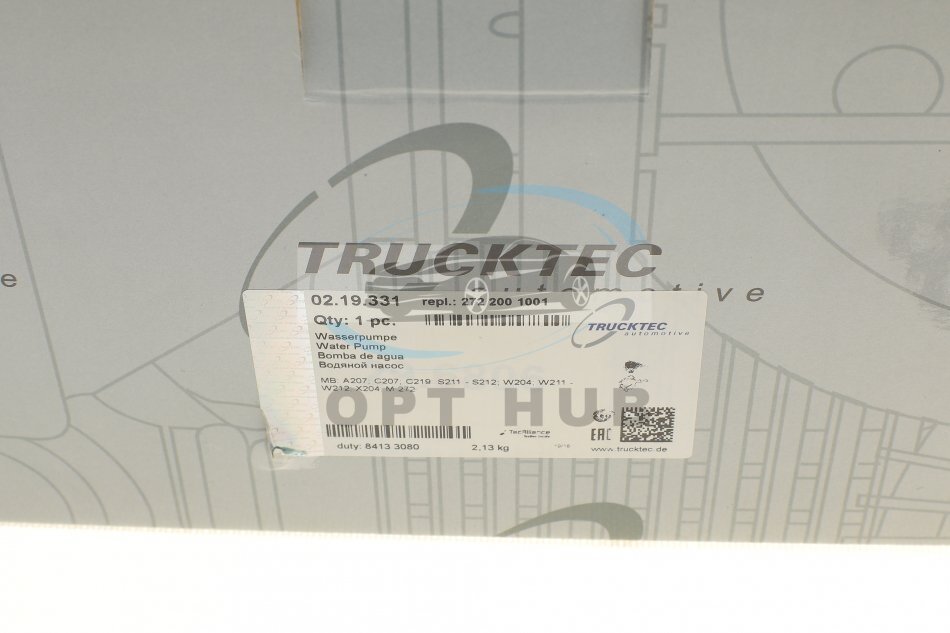 TRUCKTEC
automotive
e
02.19.331 repl.: 272 200 1001
Qty: 1 pc.
TRUCKTEC
automotive
Wasserpumpe
Water Pump
Bomba de agua
Водяной насос
MB: A207; C207; C219 S211 - S212; W204; W211 -
W212 X204 M-272
OPT HUB
TecAlliance
EAC
duty: 8413 3080 2,13 kg
www.trucktec.de